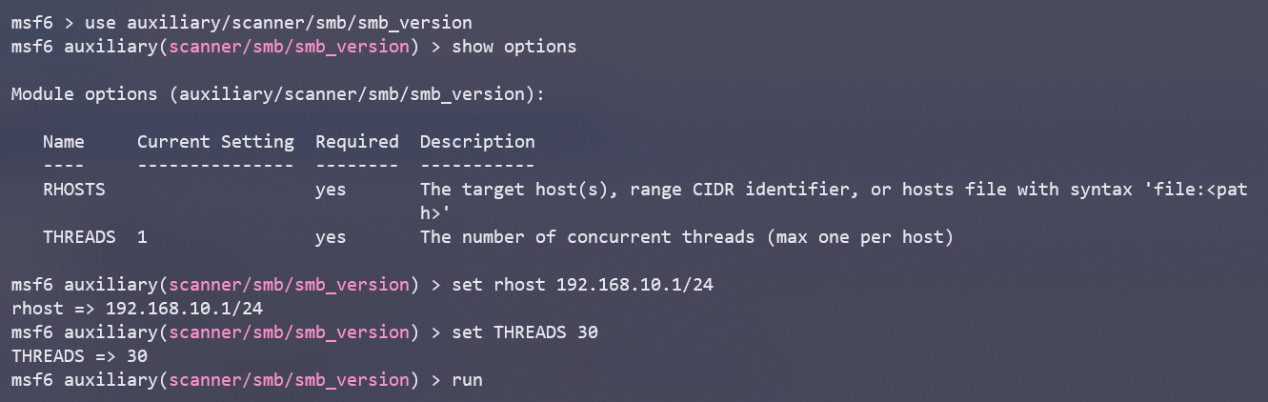 msf6 > use auxiliary/scanner/smb/smb_version
msf6 auxiliary(scanner/smb/smb_version) > show options
Module options (auxiliary/scanner/smb/smb_version):
Name Current Setting Required Description
---- --------------- -------- -----------
RHOSTS yes The target host(s), range CIDR identifier, or hosts file with syntax 'file:<pat
h>'
THREADS 1 yes The number of concurrent threads (max one per host)
msf6 auxiliary(scanner/smb/smb_version) > set rhost 192.168.10.1/24
rhost => 192.168.10.1/24
msf6 auxiliary(scanner/smb/smb_version) > set THREADS 30
THREADS => 30
msf6 auxiliary(scanner/smb/smb_version) > run